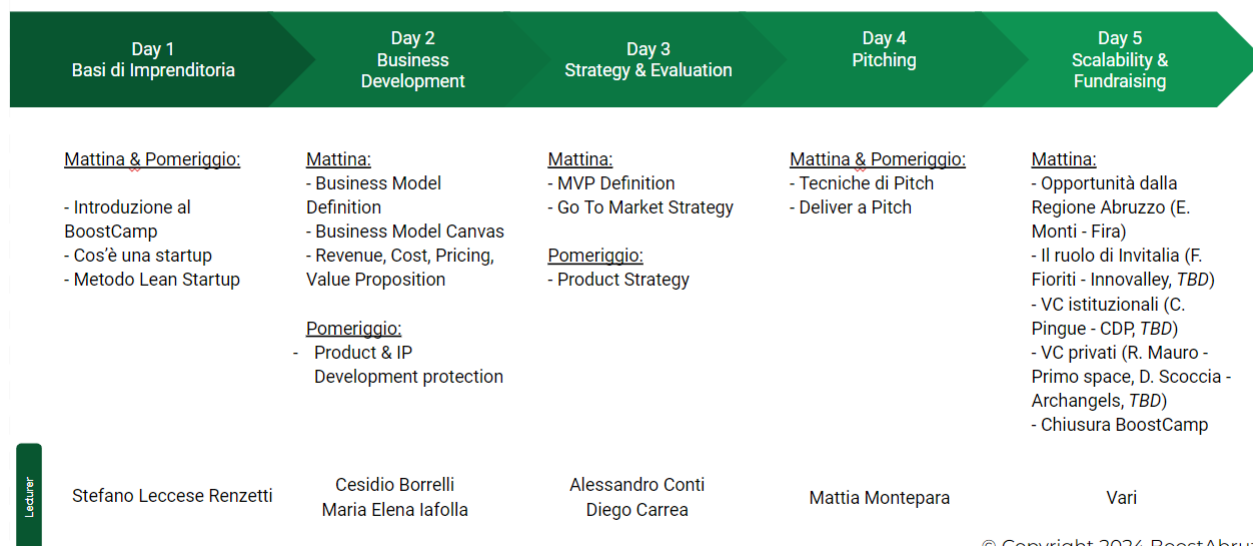 Day 1
Basi di Imprenditoria
Day 2
Business
Development
Day 3
Strategy & Evaluation
Day 4
Pitching
Day 5
Scalability &
Fundraising
Mattina & Pomeriggio:
- Introduzione al
BoostCamp
- Cos'è una startup
- Metodo Lean Startup
Mattina:
- Business Model
Definition
- Business Model Canvas
- Revenue, Cost, Pricing,
Value Proposition
Pomeriggio:
- Product & IP
Development protection
Mattina:
- MVP Definition
- Go To Market Strategy
Pomeriggio:
- Product Strategy
Mattina & Pomeriggio:
- Tecniche di Pitch
- Deliver a Pitch
Mattina:
- Opportunità dalla
Regione Abruzzo (E.
Monti - Fira)
- Il ruolo di Invitalia (F.
Fioriti - Innovalley, TBD)
- VC istituzionali (C.
Pingue - CDP, TBD)
- VC privati (R. Mauro -
Primo space, D. Scoccia -
Archangels, TBD)
- Chiusura BoostCamp
Lecturer
Stefano Leccese Renzetti
Cesidio Borrelli
Maria Elena Iafolla
Alessandro Conti
Diego Carrea
Mattia Montepara
Vari
© Copyright 2024